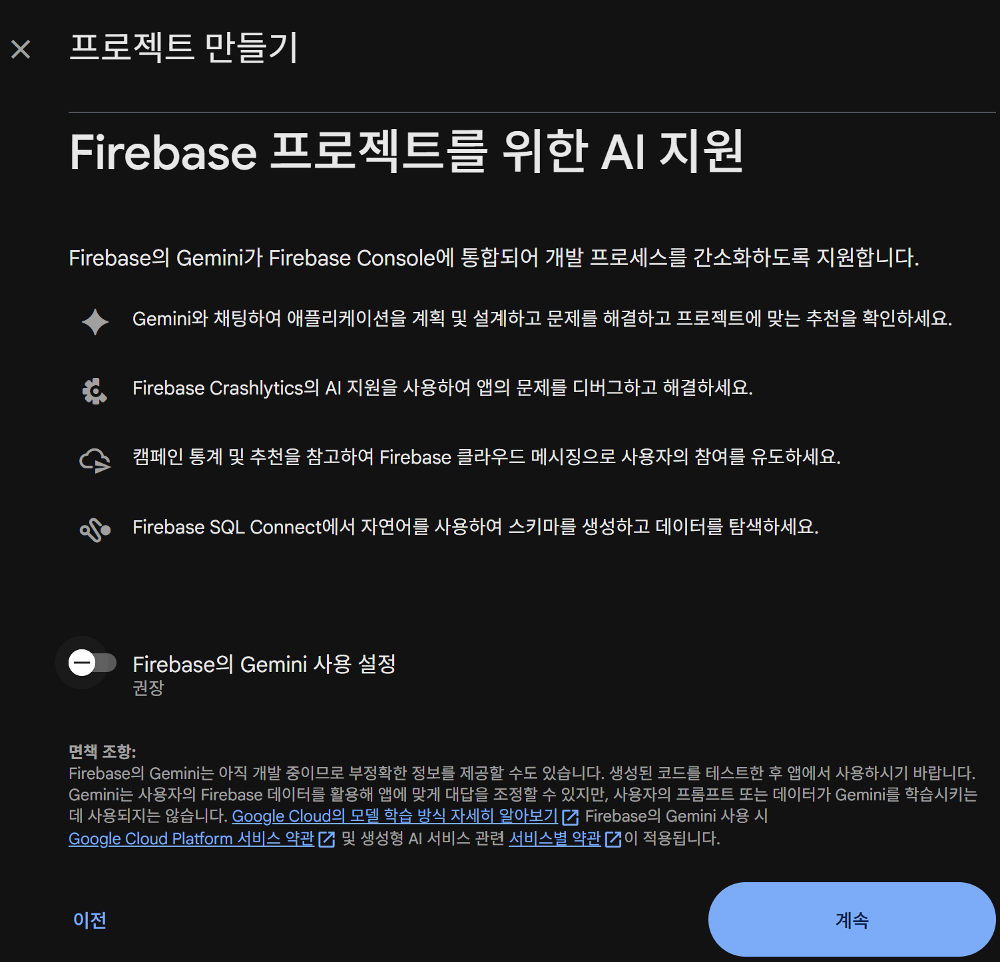 프로젝트 만들기
Firebase 프로젝트를 위한 AI 지원
Firebase의 Gemini가 Firebase Console에 통합되어 개발 프로세스를 간소화하도록 지원합니다.
Gemini와 채팅하여 애플리케이션을 계획 및 설계하고 문제를 해결하고 프로젝트에 맞는 추천을 확인하세요.
Firebase Crashlytics의 AI 지원을 사용하여 앱의 문제를 디버그하고 해결하세요.
캠페인 통계 및 추천을 참고하여 Firebase 클라우드 메시징으로 사용자의 참여를 유도하세요.
Firebase SQL Connect에서 자연어를 사용하여 스키마를 생성하고 데이터를 탐색하세요.
Firebase의 Gemini 사용 설정
권장
면책 조항:
Firebase의 Gemini는 아직 개발 중이므로 부정확한 정보를 제공할 수도 있습니다. 생성된 코드를 테스트한 후 앱에서 사용하시기 바랍니다.
Gemini는 사용자의 Firebase 데이터를 활용해 앱에 맞게 대답을 조정할 수 있지만, 사용자의 프롬프트 또는 데이터가 Gemini를 학습시키는
데 사용되지는 않습니다. Google Cloud의 모델 학습 방식 자세히 알아보기 Firebase의 Gemini 사용 시
Google Cloud Platform 서비스 약관 및 생성형 AI 서비스 관련 서비스별 약관이 적용됩니다.
이전
계속